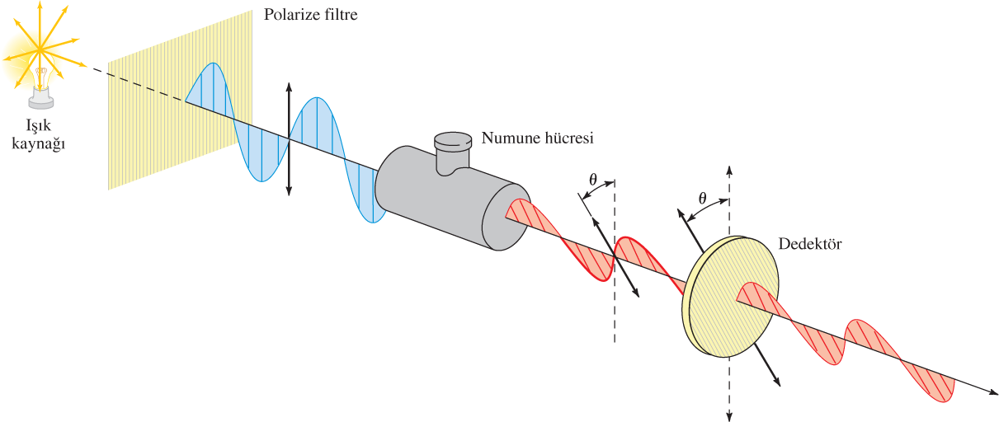 Polarize filtre
Işık
kaynağı
Numune hücresi
θ
θ
Dedektör